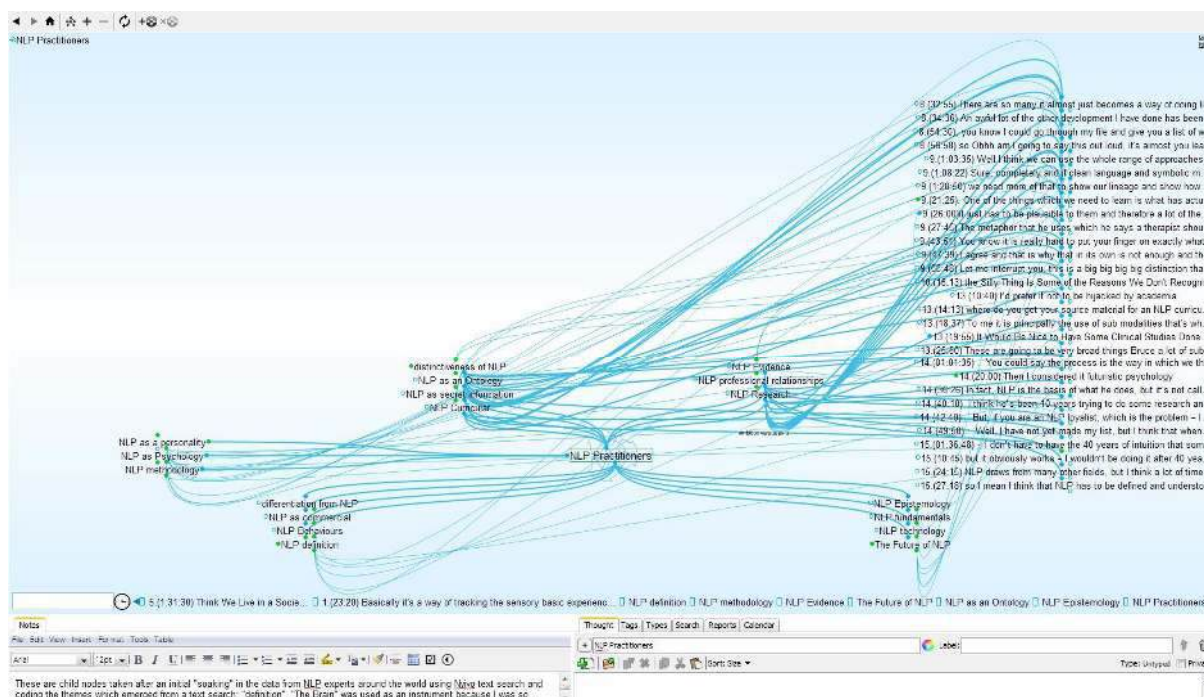 NLP Practitioners
8 (32:55) There are so many it almost just becomes a way of doing
8 (34:36) An awful lot of the other development I have done has been
8 (54:30), you know I could go through my file and give you a list of
8 (58:58) so Ohhh am I going to say this out loud, it's almost you
9 (1:03:35) Well I think we can use the whole range of approaches
9 (1:08:22) Sure, completely, and if clean language and symbolic m
9 (1:20:50) we need more of that to show our lineage and show how
9 (21:25). One of the things which we need to learn is what has actu
9 (26:00) just has to be plausible to them and therefore a lot of the
9 (27:45) The metaphor that he uses which he says a therapist shou
You know it is really hard to put your finger on exactly what
I agree and that is why that in its own is not enough and th
Let me interrupt you, this is a big big big big distinction tha
10 (15:13) the Silly Thing Is Some of the Reasons We Don't Recogni
13 (10:40) I'd prefer it not to be hijacked by academia
13 (14:13) where do you get your source material for an NLP curricu
13 (18:37) To me it is principally the use of sub modalities that's
13 (19:55) It Would Be Nice to Have Some Clinical Studies Done
These are going to be very broad things Bruce a lot of sub
14 (01:01:35) You could say the process is the way in which we th
14 (20:00) Then I considered it futuristic psychology
In fact, NLP is the basis of what he does, but it's not call
14 (40:10) I think he's been 10 years trying to do some research an
14 (42:49) But, if you are an NLP loyalist, which is the problem – I
14 (49:50) Well, I have not yet made my list, but I think that when
15 (01:36:48) – I don't have to have the 40 years of intuition that som
15 (10:45) but it obviously works – I wouldn't be doing it after 40 yea
15 (24:15) NLP draws from many other fields, but I think a lot of time
15 (27:18) so I mean I think that NLP has to be defined and understo
distinctiveness of NLP
NLP as an Ontology
NLP as secret information
NLP Curricular
NLP Evidence
NLP professional relationships
NLP Research
NLP as a personality
NLP as Psychology
NLP methodology
NLP Practitioners
differentiation from NLP
NLP as commercial
NLP Behaviours
NLP definition
NLP Epistemology
NLP fundamentals
NLP technology
The Future of NLP
5 (1:31:30) Think We Live in a Socie... 1 (23:20) Basically it's a way of tracking the sensory basic experienc... NLP definition NLP methodology NLP Evidence The Future of NLP NLP as an Ontology NLP Epistemology NLP Practitioners
Notes
File Edit View Insert Format Tools Table
Arial 12pt B I U
These are child nodes taken after an initial "soaking" in the data from NLP experts around the world using Nvivo text search and
coding the themes which emerged from a text search: "definition". "The Brain" was used as an instrument because I was so
Thought Tags Types Search Reports Calendar
NLP Practitioners Label:
Sort: Size Type: Untyped Priva